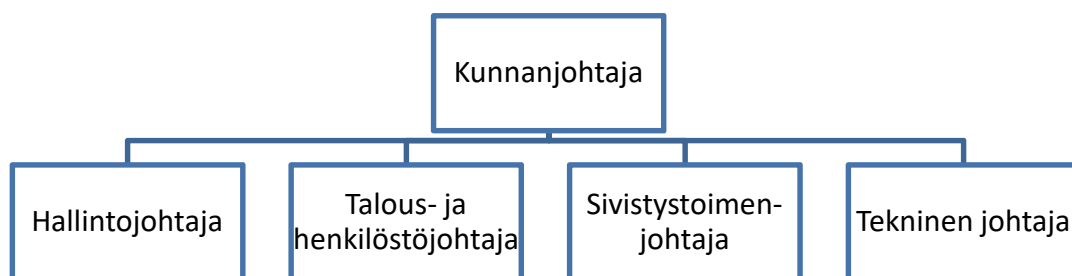 Kunnanjohtaja
Hallintojohtaja
Talous- ja
henkilöstöjohtaja
Sivistystoimen-
johtaja
Tekninen johtaja